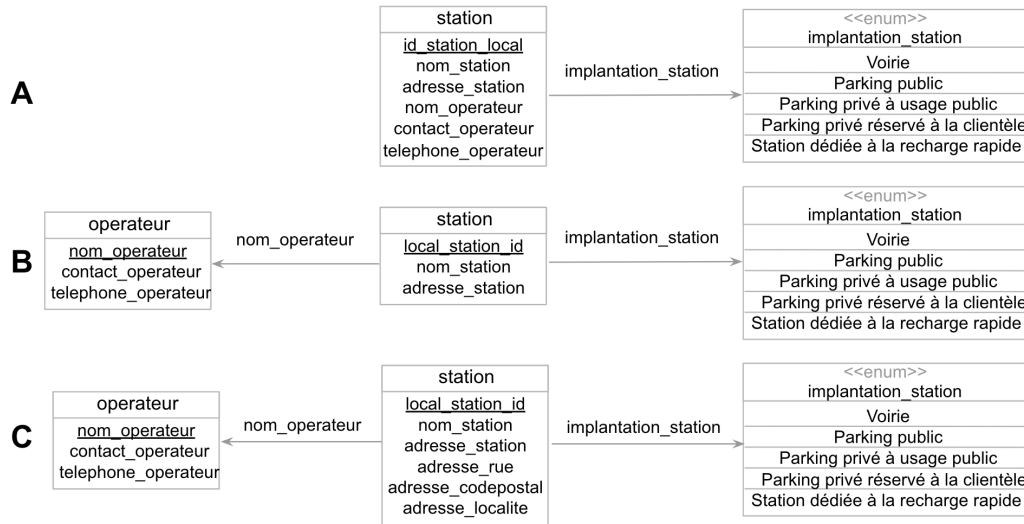 A
station
id_station_local
nom_station
adresse_station
nom_operateur
contact_operateur
telephone_operateur
implantation_station
<<enum>>
implantation_station
Voirie
Parking public
Parking privé à usage public
Parking privé réservé à la clientèle
Station dédiée à la recharge rapide
B
operateur
nom_operateur
contact_operateur
telephone_operateur
nom_operateur
station
local_station_id
nom_station
adresse_station
implantation_station
<<enum>>
implantation_station
Voirie
Parking public
Parking privé à usage public
Parking privé réservé à la clientèle
Station dédiée à la recharge rapide
C
operateur
nom_operateur
contact_operateur
telephone_operateur
nom_operateur
station
local_station_id
nom_station
adresse_station
adresse_rue
adresse_codepostal
adresse_localite
implantation_station
<<enum>>
implantation_station
Voirie
Parking public
Parking privé à usage public
Parking privé réservé à la clientèle
Station dédiée à la recharge rapide